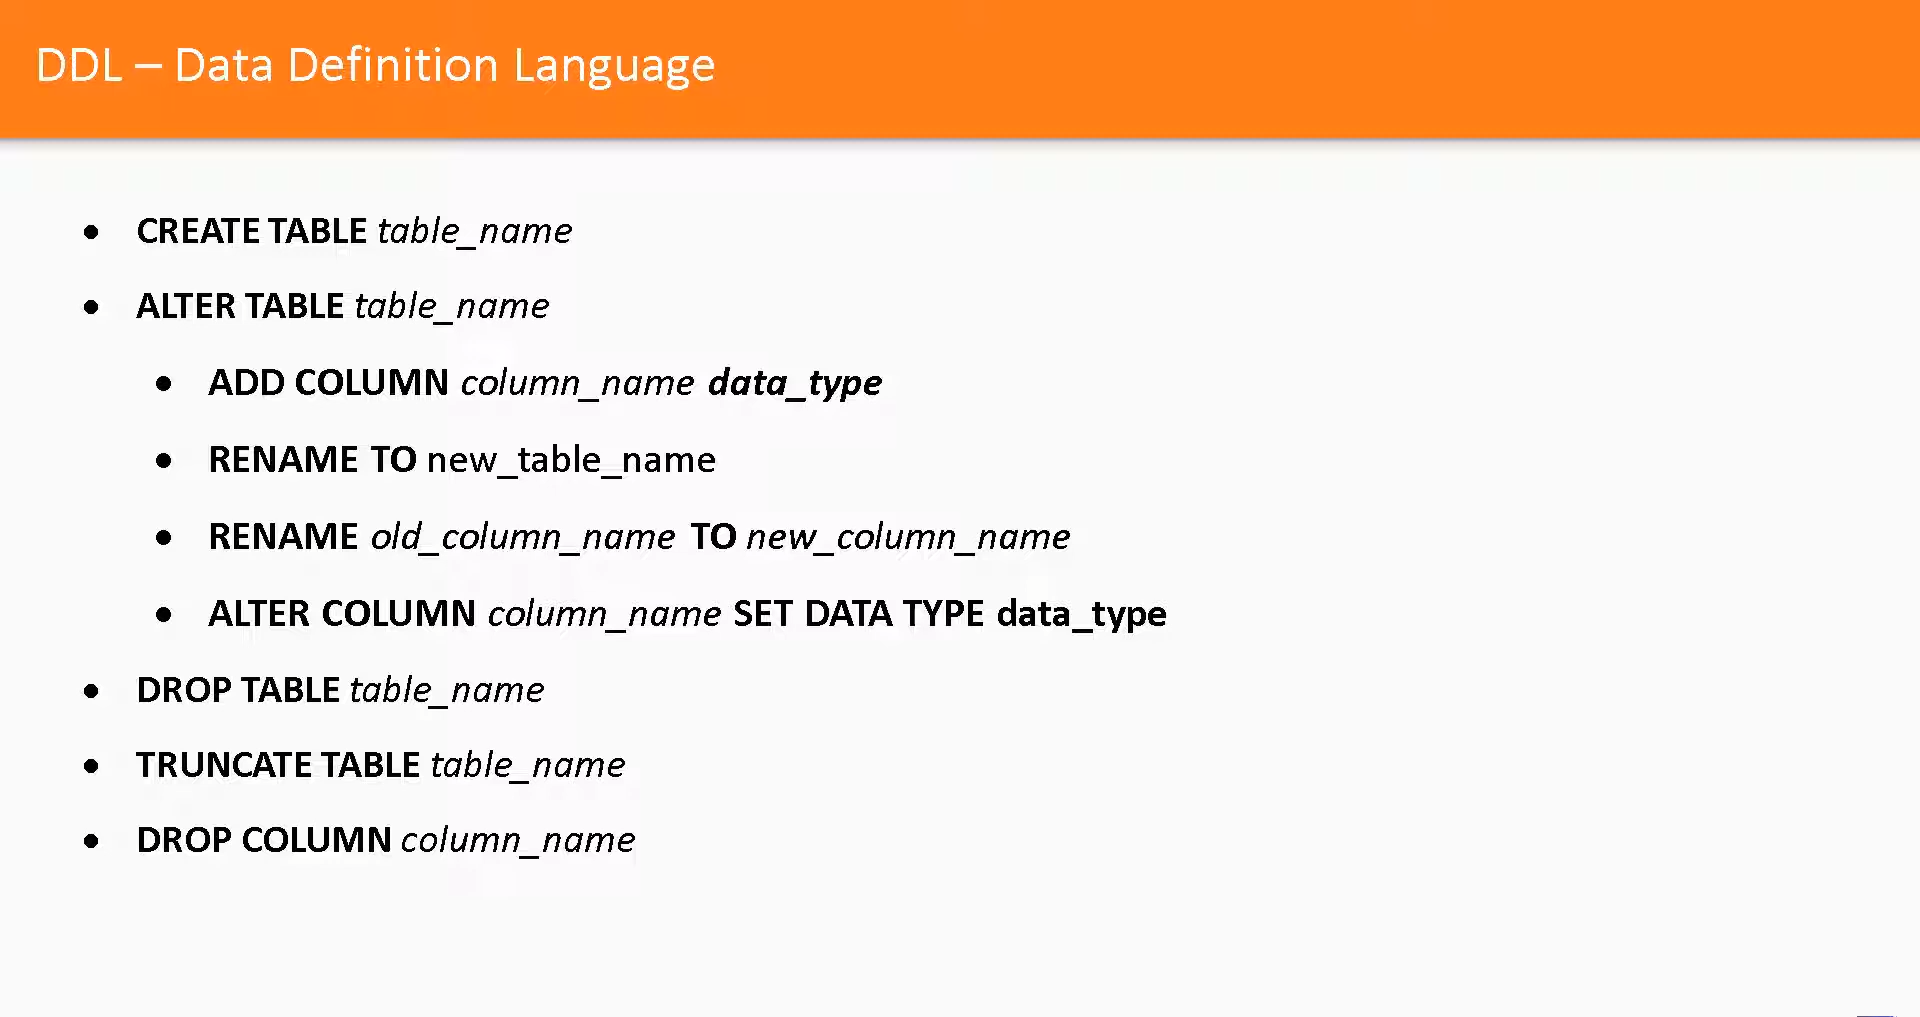 DDL – Data Definition Language
• CREATE TABLE table_name
• ALTER TABLE table_name
• ADD COLUMN column_name data_type
• RENAME TO new_table_name
• RENAME old_column_name TO new_column_name
• ALTER COLUMN column_name SET DATA TYPE data_type
• DROP TABLE table_name
• TRUNCATE TABLE table_name
• DROP COLUMN column_name